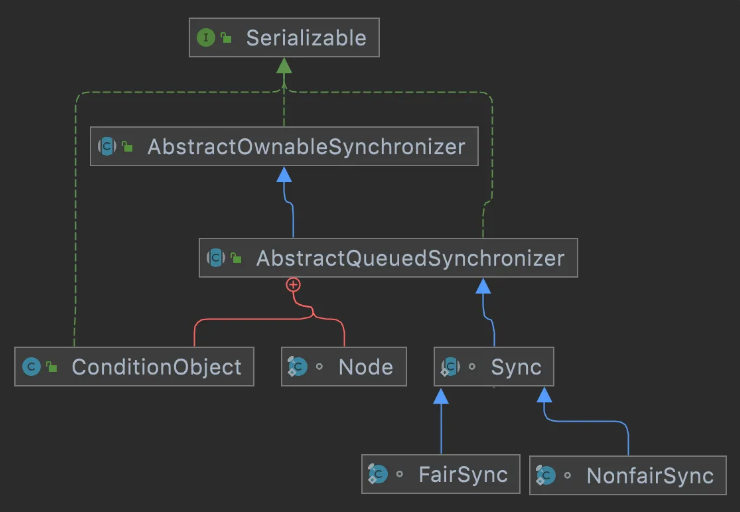 Serializable
AbstractOwnableSynchronizer
AbstractQueuedSynchronizer
ConditionObject
Node
Sync
FairSync
NonfairSync